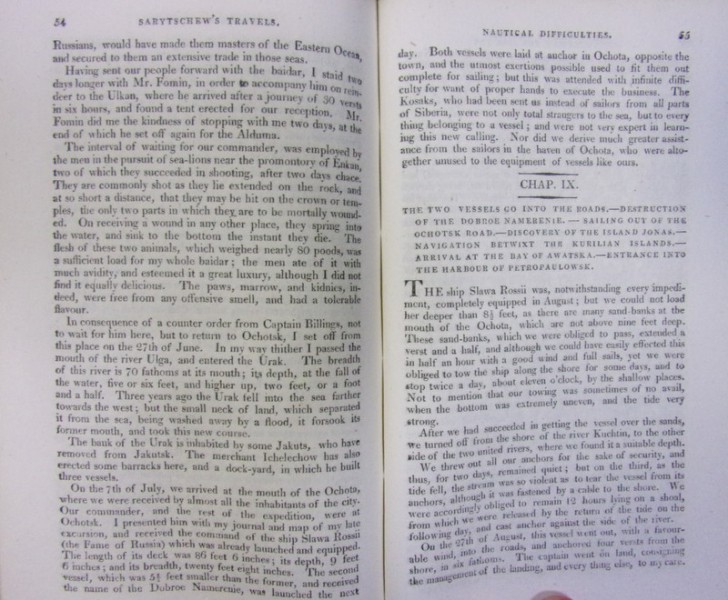 54
SARYTSCHEW'S TRAVELS.
Russians, would have made them masters of the Eastern Ocean,
and secured to them an extensive trade in those seas.
Having sent our people forward with the baidar, I staid two
days longer with Mr. Fomin, in order to accompany him on rein-
deer to the Ulkan, where he arrived after a journey of 30 versts
in six hours, and found a tent erected for our reception. Mr.
Fomin did me the kindness of stopping with me two days, at the
end of which he set off again for the Alduma.
The interval of waiting for our commander, was employed by
the men in the pursuit of sea-lions near the promontory of Enkan,
two of which they succeeded in shooting, after two days chace.
They are commonly shot as they lie extended on the rock, and
at so short a distance, that they may be hit on the crown or tem-
ples, the only two parts in which they are to be mortally wound-
ed. On receiving a wound in any other place, they spring into
the water, and sink to the bottom the instant they die. The
flesh of these two animals, which weighed nearly 80 poods, was
a sufficient load for my whole baidar; the men ate of it with
much avidity, and esteemed it a great luxury, although I did not
find it equally delicious. The paws, marrow, and kidnies, in-
deed, were free from any offensive smell, and had a tolerable
flavour.
In consequence of a counter order from Captain Billings, not
to wait for him here, but to return to Ochotsk, I set off from
this place on the 27th of June. In my way thither I passed the
mouth of the river Ulga, and entered the Urak. The breadth
of this river is 70 fathoms at its mouth; its depth, at the fall of
the water, five or six feet, and higher up, two feet, or a foot
and a half. Three years ago the Urak fell into the sea farther
towards the west; but the small neck of land, which separated
it from the sea, being washed away by a flood, it forsook its
former mouth, and took this new course.
The bank of the Urak is inhabited by some Jakuts, who have
removed from Jakutsk. The merchant Ichelechow has also
erected some barracks here, and a dock-yard, in which he built
three vessels.
On the 7th of July, we arrived at the mouth of the Ochota,
where we were received by almost all the inhabitants of the city.
Our commander, and the rest of the expedition, were at
Ochotsk. I presented him with my journal and map of my late
excursion, and received the command of the ship Slawa Rossii
(the Fame of Russia) which was already launched and equipped.
The length of its deck was 86 feet 6 inches; its depth, 9 feet
6 inches; and its breadth, twenty feet eight inches. The second
vessel, which was 5½ feet smaller than the former, and received
the name of the Dobroe Namerenie, was launched the next
NAUTICAL DIFFICULTIES.
55
day. Both vessels were laid at anchor in Ochota, opposite the
town, and the utmost exertions possible used to fit them out
complete for sailing; but this was attended with infinite diffi-
culty for want of proper hands to execute the business. The
Kosaks, who had been sent us instead of sailors from all parts
of Siberia, were not only total strangers to the sea, but to every
thing belonging to a vessel; and were not very expert in learn-
ing this new calling. Nor did we derive much greater assist-
ance from the sailors in the haven of Ochota, who were alto-
gether unused to the equipment of vessels like ours.
CHAP. IX.
THE TWO VESSELS GO INTO THE ROADS.—DESTRUCTION
OF THE DOBROE NAMERENIE.—SAILING OUT OF THE
OCHOTSK ROAD.—DISCOVERY OF THE ISLAND JONAS.—
NAVIGATION BETWIXT THE KURILIAN ISLANDS.—
ARRIVAL AT THE BAY OF AWATSKA.—ENTRANCE INTO
THE HARBOUR OF PETROPAULOWSK.
THE ship Slawa Rossii was, notwithstanding every impedi-
ment, completely equipped in August; but we could not load
her deeper than 8½ feet, as there are many sand-banks at the
mouth of the Ochota, which are not above nine feet deep.
These sand-banks, which we were obliged to pass, extended a
verst and a half, and although we could have easily effected this
in half an hour with a good wind and full sails, yet we were
obliged to tow the ship along the shore for some days, and to
stop twice a day, about eleven o'clock, by the shallow places.
Not to mention that our towing was sometimes of no avail,
when the bottom was extremely uneven, and the tide very
strong.
After we had succeeded in getting the vessel over the sands,
we turned off from the shore of the river Kuchtin, to the other
side of the two united rivers, where we found it a suitable depth.
We threw out all our anchors for the sake of security, and
thus, for two days, remained quiet; but on the third, as the
tide fell, the stream was so violent as to tear the vessel from its
anchors, although it was fastened by a cable to the shore. We
were accordingly obliged to remain 12 hours lying on a shoal,
from which we were released by the return of the tide on the
following day, and cast anchor against the side of the river.
On the 27th of August, this vessel went out, with a favour-
able wind, into the roads, and anchored four versts from the
shore, in six fathoms. The captain went on land, consigning
the management of the landing, and every thing else, to my care.